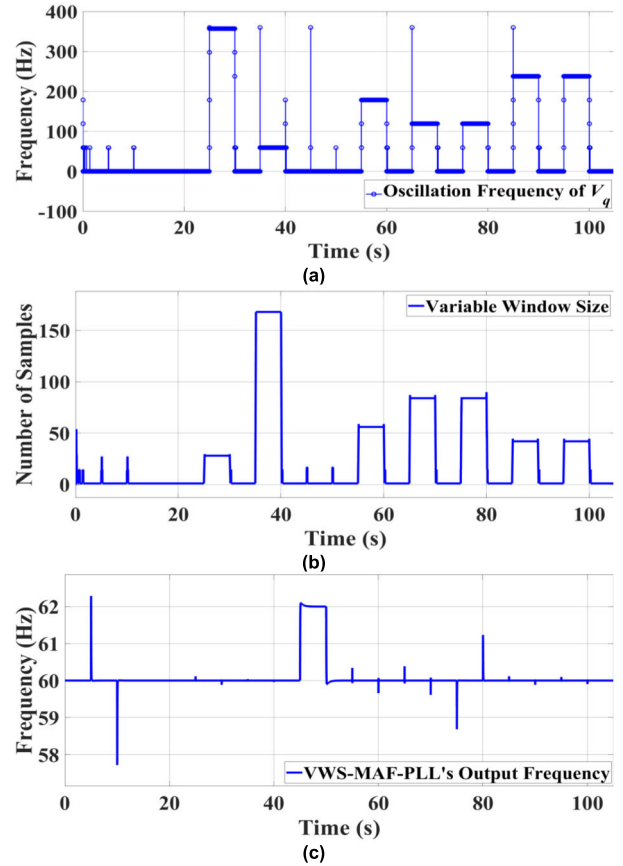 400
300
200
100
0
-100
Frequency (Hz)
Oscillation Frequency of Vq
0 20 40 60 80 100
Time (s)
(a)
150
100
50
0
Number of Samples
Variable Window Size
0 20 40 60 80 100
Time (s)
(b)
62
61
60
59
58
Frequency (Hz)
VWS-MAF-PLL's Output Frequency
0 20 40 60 80 100
Time (s)
(c)